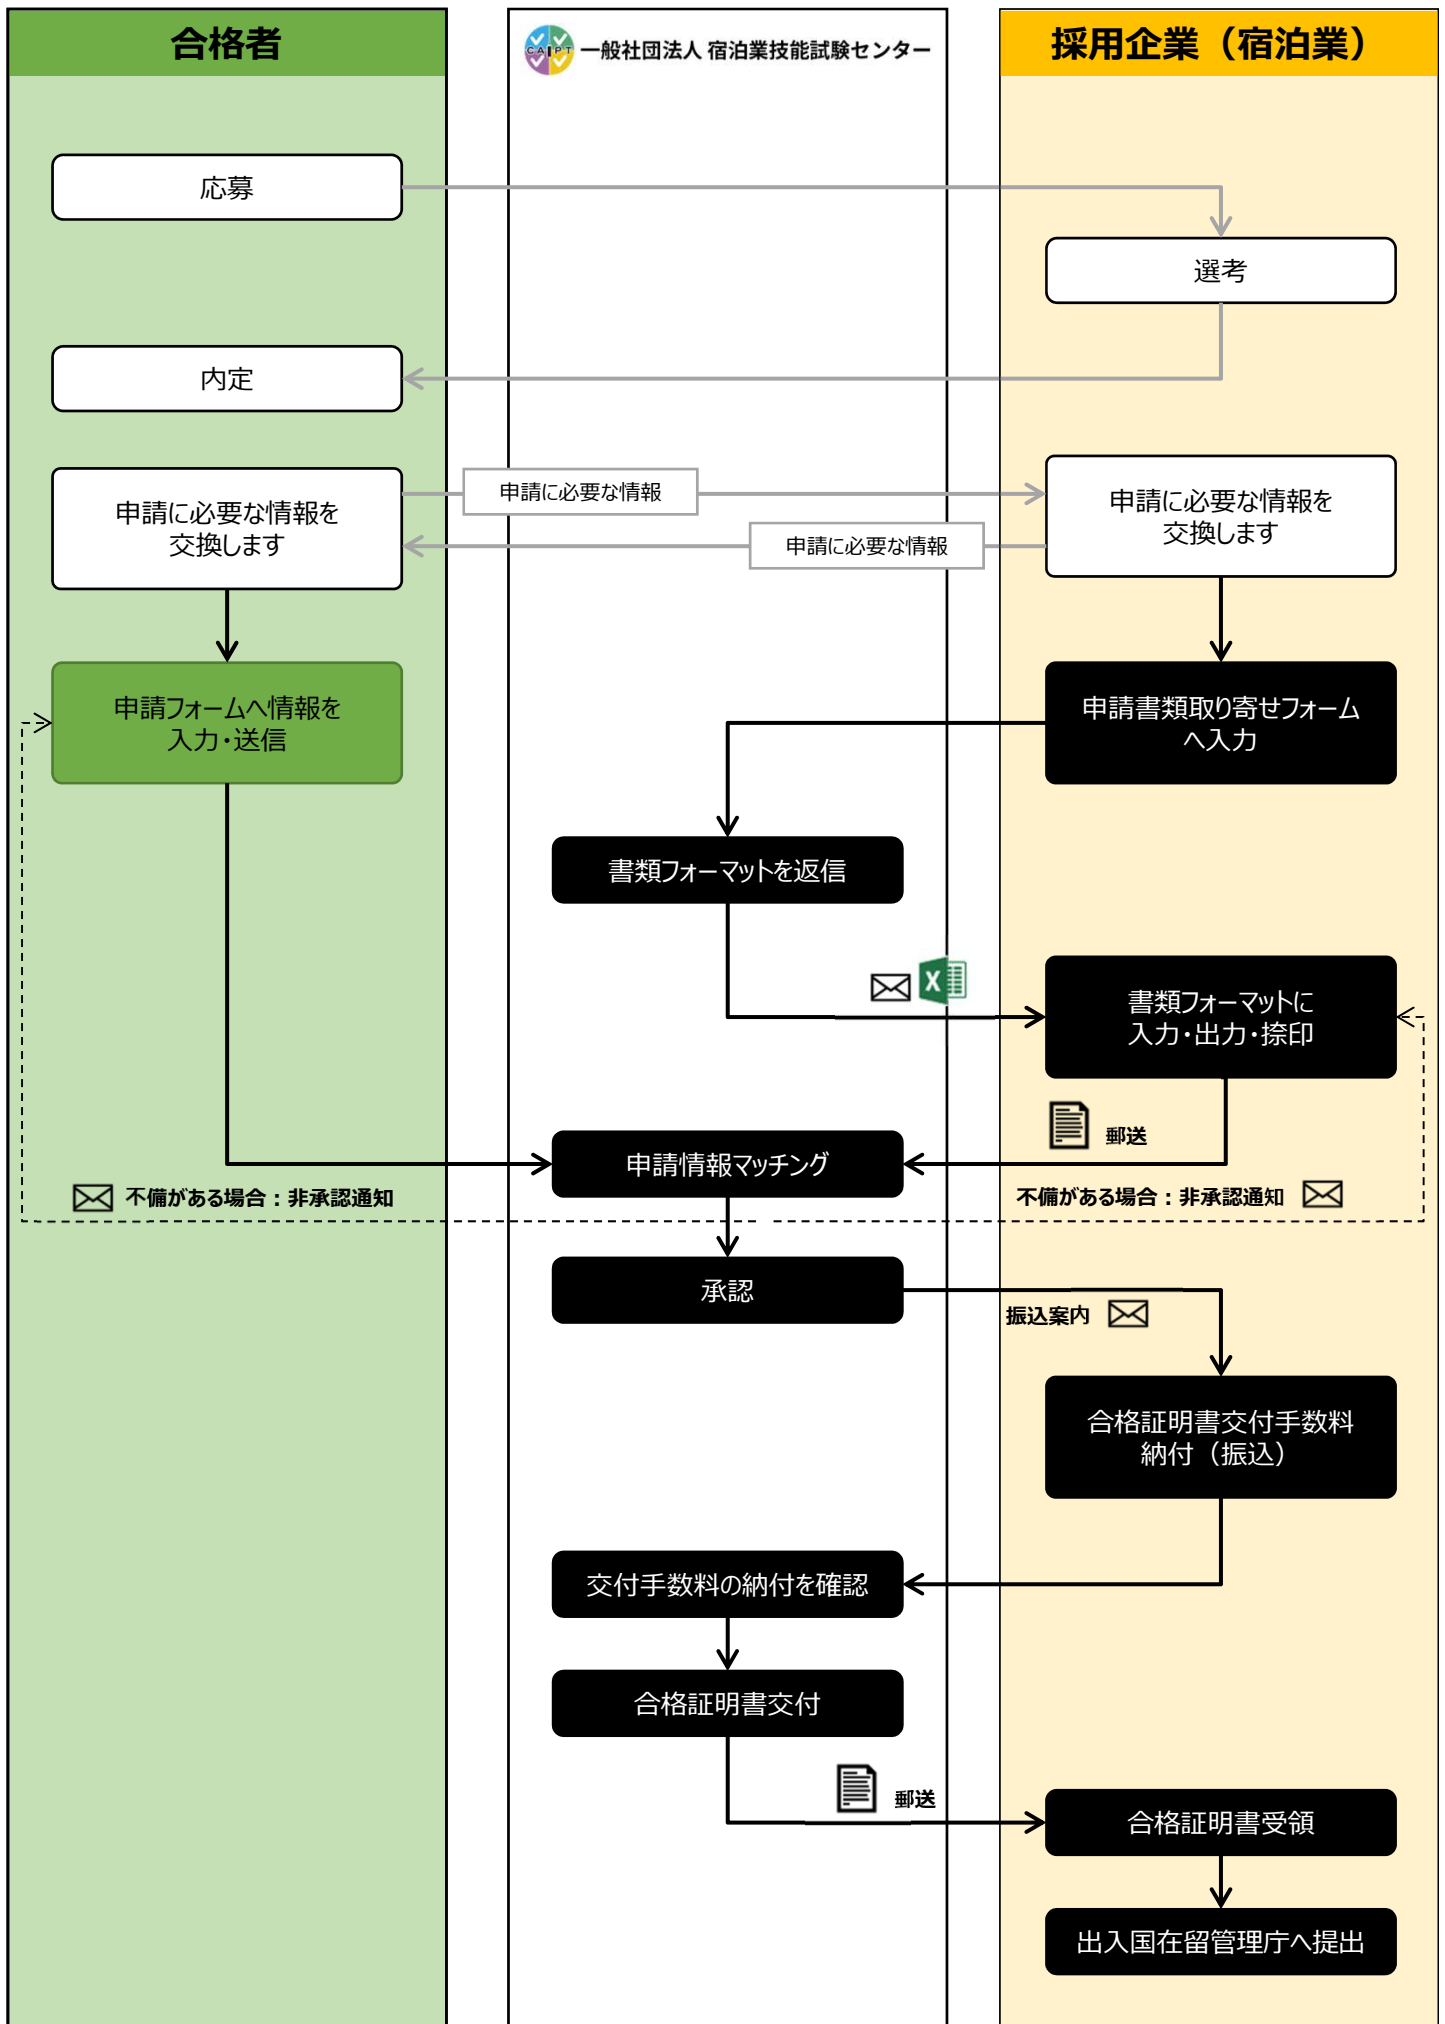 合格者
CAIPT
一般社団法人 宿泊業技能試験センター
採用企業（宿泊業）
応募
選考
内定
申請に必要な情報を
交換します
申請に必要な情報
申請に必要な情報
申請に必要な情報を
交換します
申請フォームへ情報を
入力・送信
申請書類取り寄せフォーム
へ入力
書類フォーマットを返信
X
書類フォーマットに
入力・出力・捺印
郵送
申請情報マッチング
不備がある場合：非承認通知
不備がある場合：非承認通知
承認
振込案内
合格証明書交付手数料
納付（振込）
交付手数料の納付を確認
合格証明書交付
郵送
合格証明書受領
出入国在留管理庁へ提出